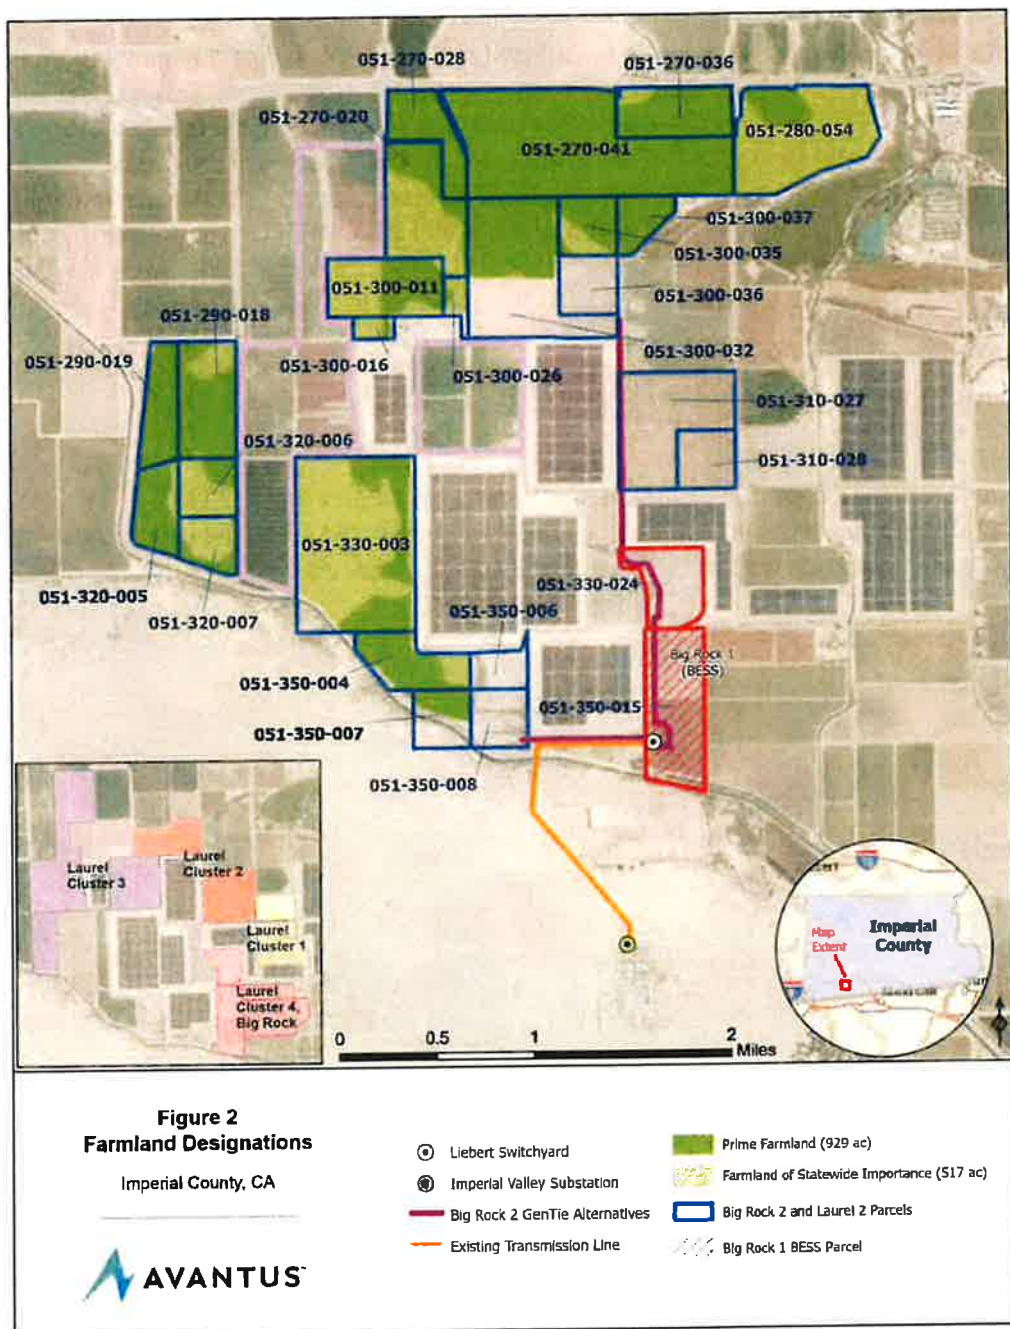 051-270-028
051-270-036
051-270-020
051-280-054
051-270-041
051-300-037
051-300-035
051-300-011
051-300-036
051-290-018
051-290-019
051-300-016
051-300-026
051-300-032
051-310-027
051-320-006
051-310-028
051-330-003
051-330-024
051-320-005
051-350-006
051-320-007
Big Rock 1
(BESS)
051-350-004
051-350-015
051-350-007
051-350-008
Laurel
Cluster 3
Laurel
Cluster 2
Laurel
Cluster 1
Laurel
Cluster 4,
Big Rock
Imperial
County
Map
Extent
0 0.5 1 2
Miles
Figure 2
Farmland Designations
Imperial County, CA
AVANTUS
Liebert Switchyard
Imperial Valley Substation
Big Rock 2 GenTie Alternatives
Existing Transmission Line
Prime Farmland (929 ac)
Farmland of Statewide Importance (517 ac)
Big Rock 2 and Laurel 2 Parcels
Big Rock 1 BESS Parcel